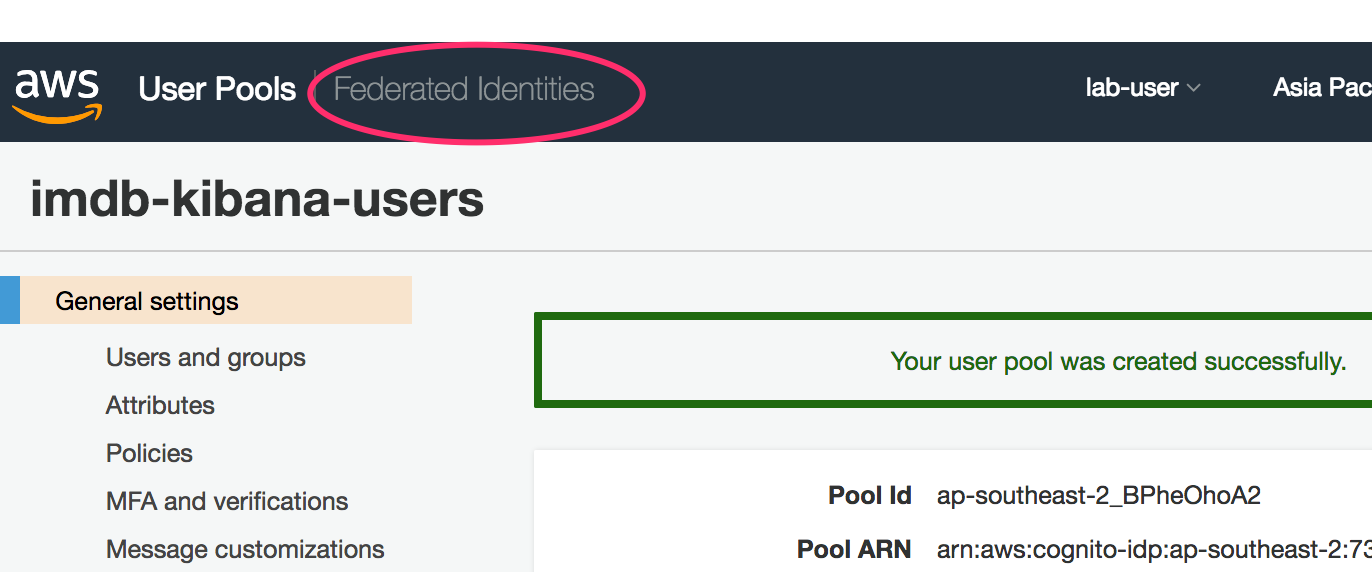 aws User Pools Federated Identities lab-user Asia Pac
imdb-kibana-users
General settings
Users and groups
Your user pool was created successfully.
Attributes
Policies
MFA and verifications
Pool Id ap-southeast-2_BPheOhoA2
Message customizations
Pool ARN arn:aws:cognito-idp:ap-southeast-2:73